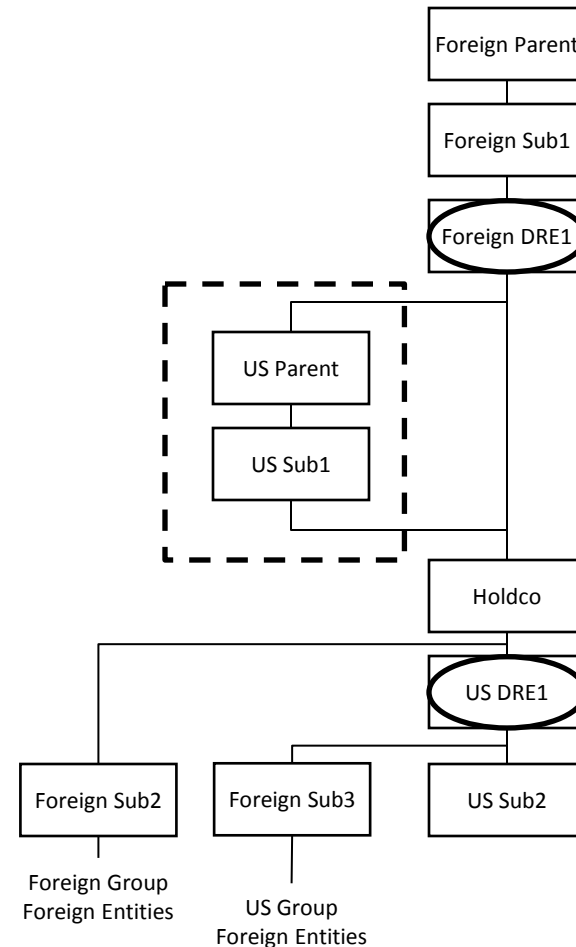 Foreign Parent
Foreign Sub1
Foreign DRE1
US Parent
US Sub1
Holdco
US DRE1
Foreign Sub2
Foreign Sub3
US Sub2
Foreign Group
Foreign Entities
US Group
Foreign Entities